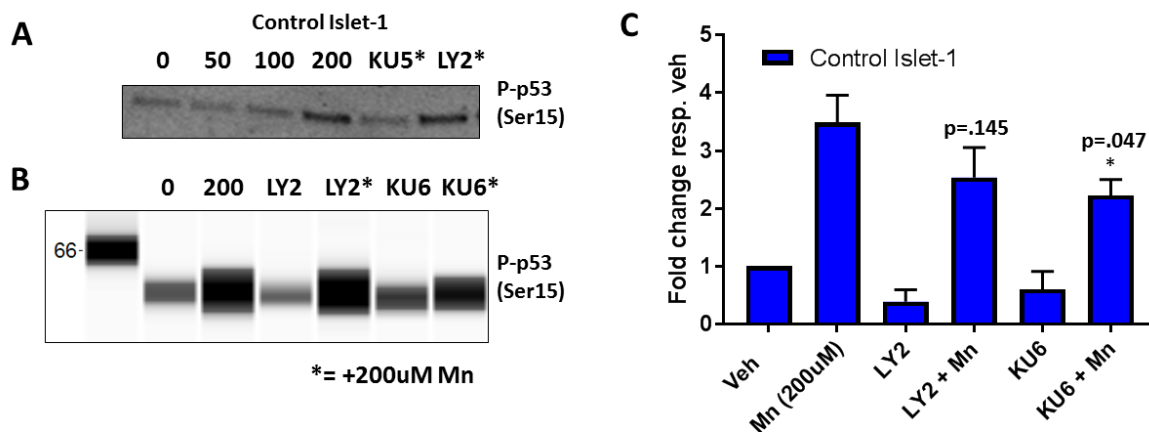 A
Control Islet-1
0 50 100 200 KU5* LY2*
P-p53
(Ser15)
B
0 200 LY2 LY2* KU6 KU6*
66-
P-p53
(Ser15)
*= +200uM Mn
C
Control Islet-1
Fold change resp. veh
5
4
3
2
1
0
p=.145
p=.047
*
Veh
Mn (200uM)
LY2
LY2 + Mn
KU6
KU6 + Mn